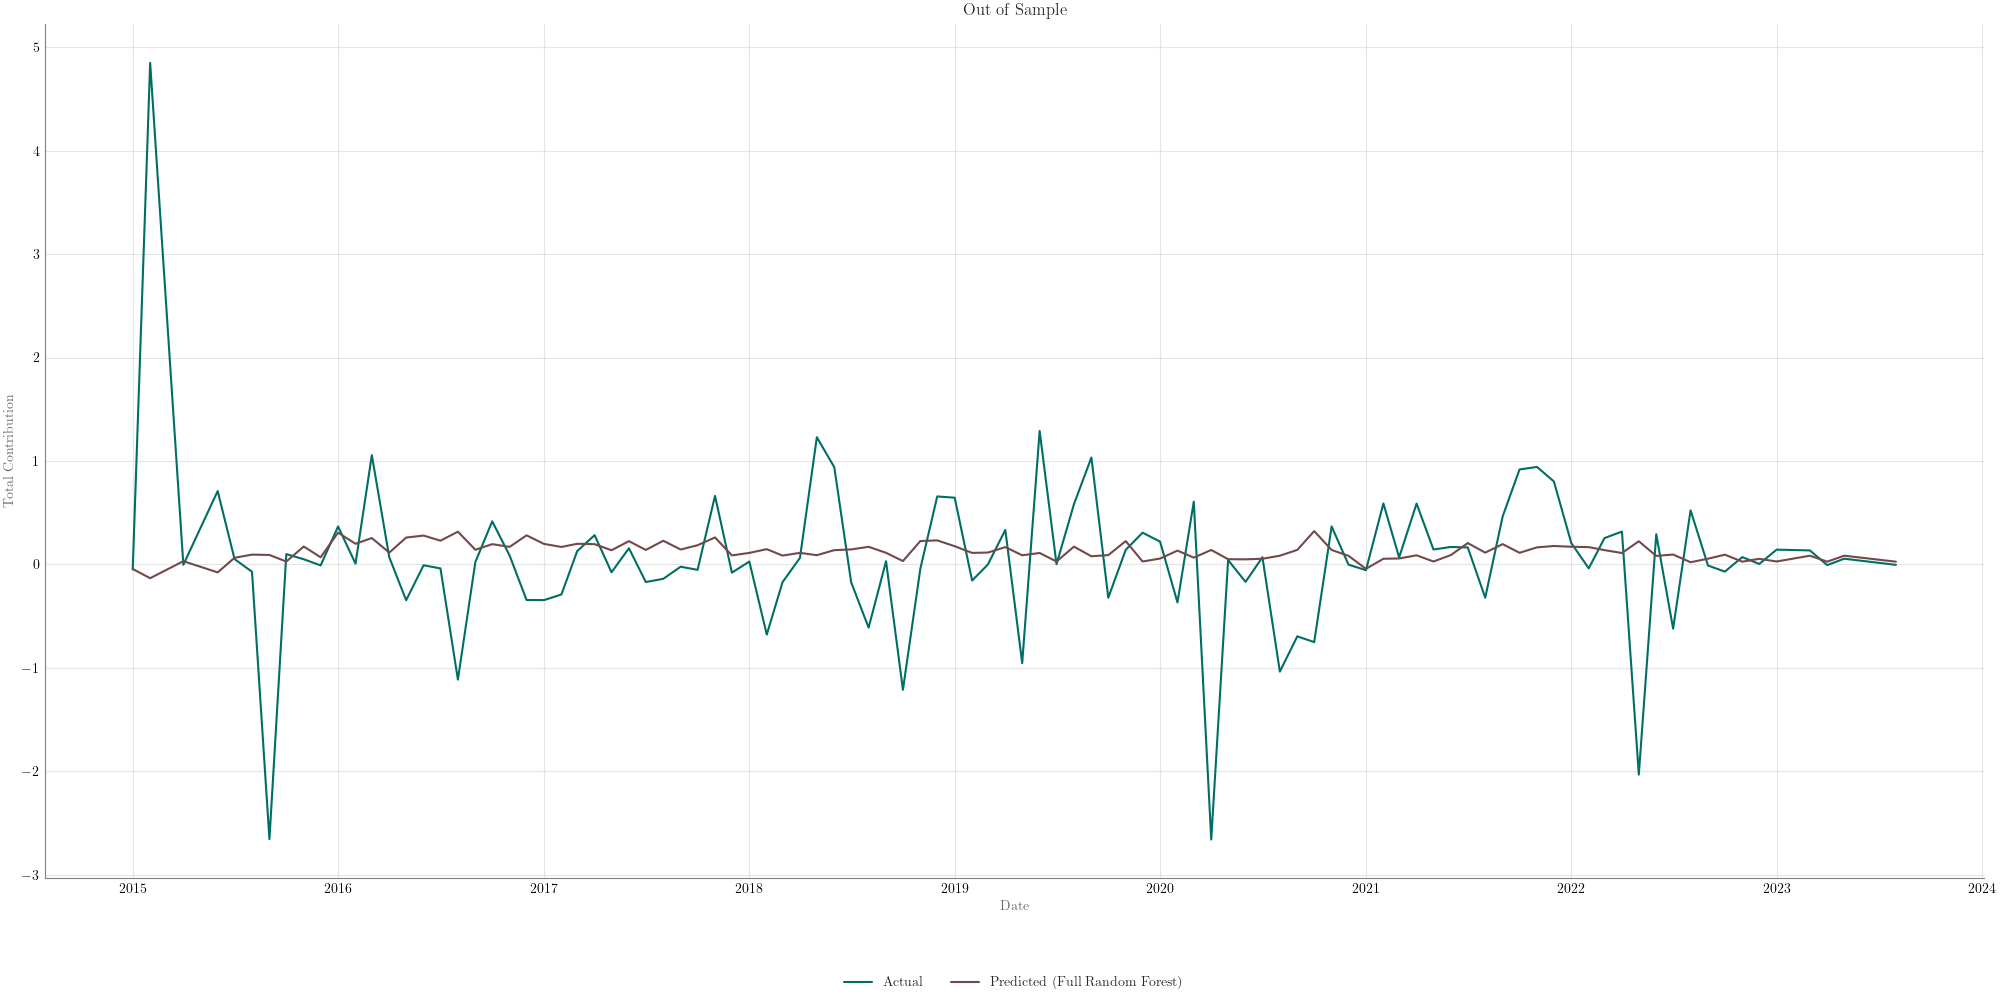 Out of Sample
Total Contribution
5
4
3
2
1
0
−1
−2
−3
2015 2016 2017 2018 2019 2020 2021 2022 2023 2024
Date
Actual Predicted (Full Random Forest)